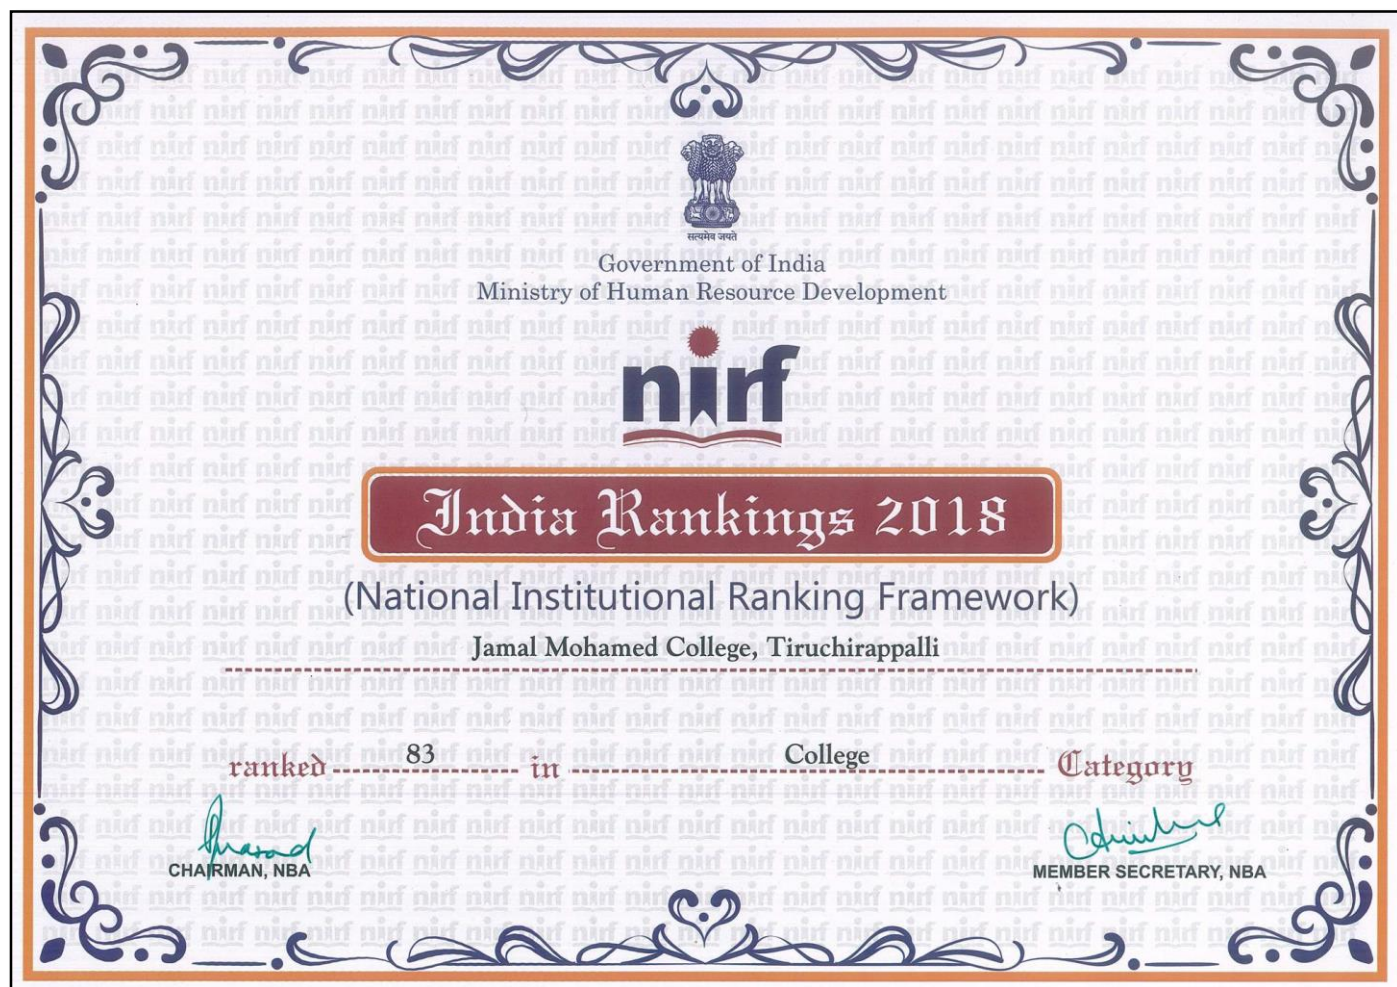 सत्यमेव जयते
Government of India
Ministry of Human Resource Development
nirf
India Rankings 2018
(National Institutional Ranking Framework)
Jamal Mohamed College, Tiruchirappalli
ranked 83 in College Category
CHAIRMAN, NBA
MEMBER SECRETARY, NBA